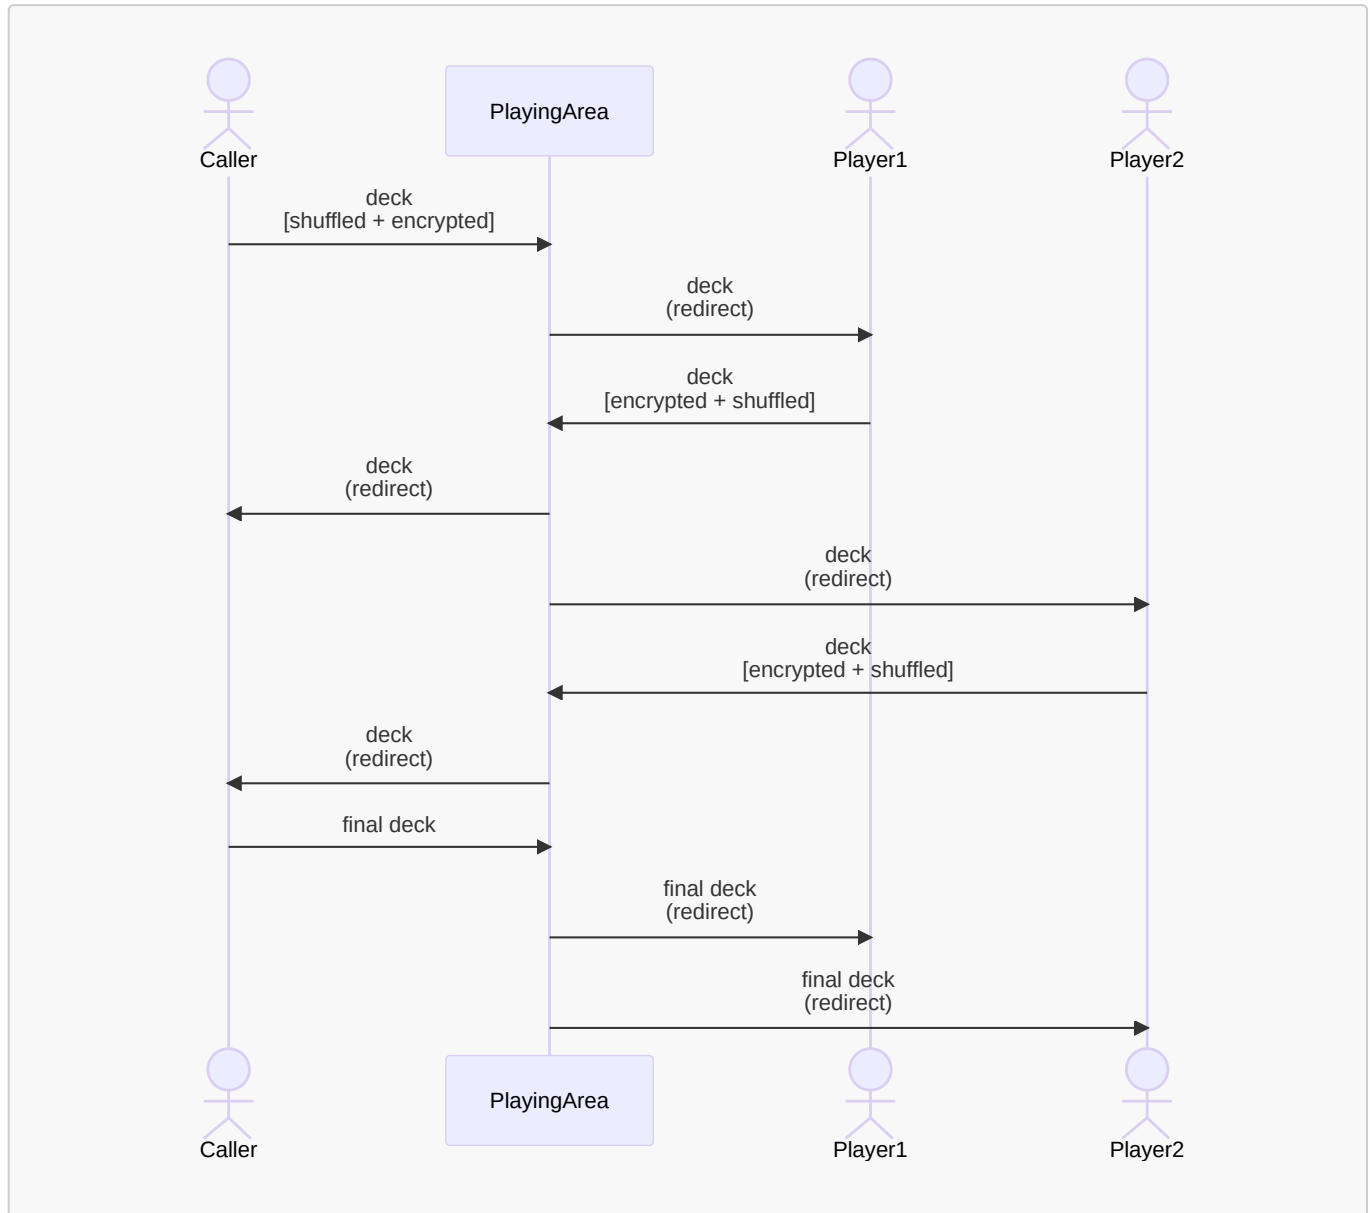 Caller
PlayingArea
Player1
Player2
deck
[shuffled + encrypted]
deck
(redirect)
deck
[encrypted + shuffled]
deck
(redirect)
deck
(redirect)
deck
[encrypted + shuffled]
deck
(redirect)
final deck
final deck
(redirect)
final deck
(redirect)
Caller
PlayingArea
Player1
Player2